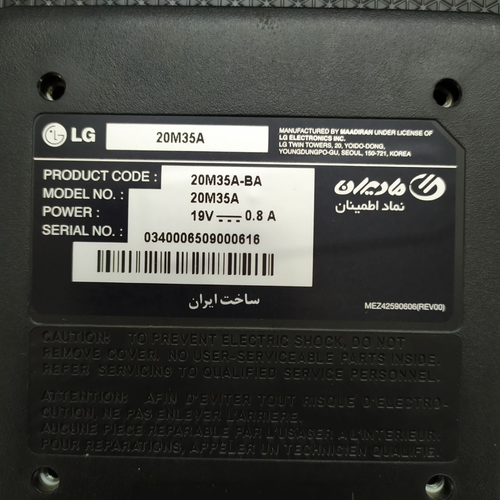 LG
20M35A
MANUFACTURED BY MAADIRAN UNDER LICENSE OF
LG ELECTRONICS INC.
LG TWIN TOWERS, 20, YOIDO-DONG,
YOUNGDUNGPO-GU, SEOUL, 150-721, KOREA
PRODUCT CODE : 20M35A-BA
MODEL NO. : 20M35A
POWER : 19V 0.8 A
SERIAL NO. : 0340006509000616
مادیران
نماد اطمینان
ساخت ایران
MEZ42590606(REV00)
CAUTION: TO PREVENT ELECTRIC SHOCK, DO NOT
REMOVE COVER. NO USER-SERVICEABLE PARTS INSIDE.
REFER SERVICING TO QUALIFIED SERVICE PERSONNEL.
ATTENTION: AFIN D'EVITER TOUT RISQUE D'ELECTRO-
CUTION, NE PAS ENLEVER L'ARRIERE.
AUCUNE PIECE REPARABLE PAR L'USAGER A L'INTERIEUR.
POUR REPARATIONS, APPELER UN TECHNICIEN QUALIFIE.